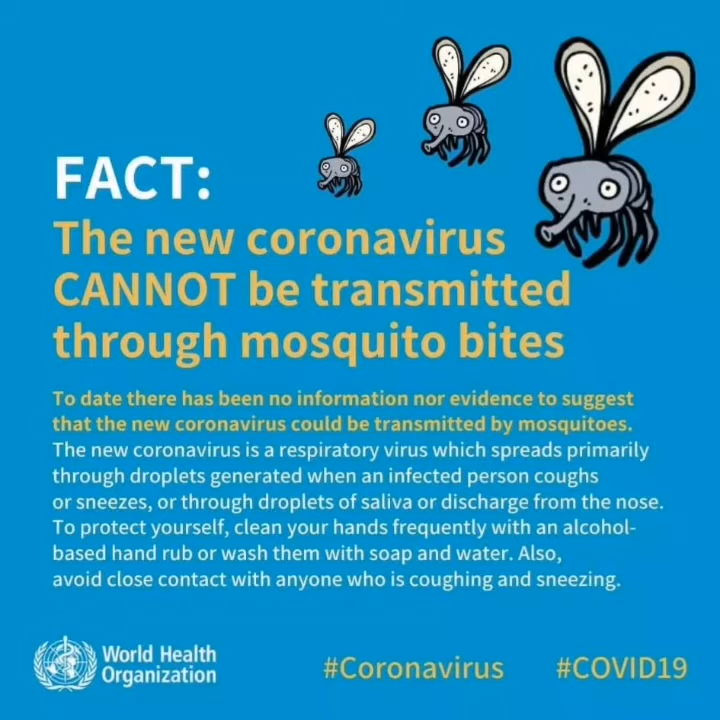 FACT:
The new coronavirus
CANNOT be transmitted
through mosquito bites
To date there has been no information nor evidence to suggest
that the new coronavirus could be transmitted by mosquitoes.
The new coronavirus is a respiratory virus which spreads primarily
through droplets generated when an infected person coughs
or sneezes, or through droplets of saliva or discharge from the nose.
To protect yourself, clean your hands frequently with an alcohol-
based hand rub or wash them with soap and water. Also,
avoid close contact with anyone who is coughing and sneezing.
World Health
Organization
#Coronavirus #COVID19